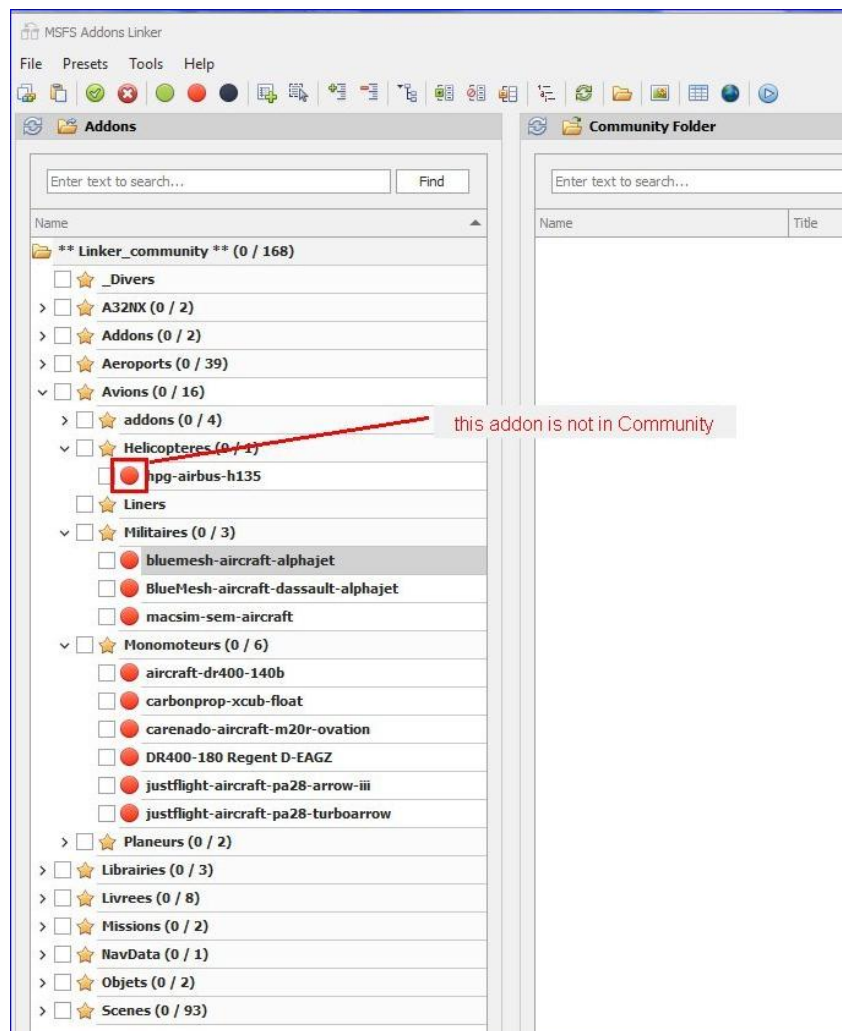 MSFS Addons Linker
File Presets Tools Help
Addons
Community Folder
Enter text to search...
Find
Enter text to search...
Name
Name
Title
** Linker_community ** (0 / 168)
_Divers
A32NX (0 / 2)
Addons (0 / 2)
Aeroports (0 / 39)
Avions (0 / 16)
addons (0 / 4)
this addon is not in Community
Helicopteres (0 / 1)
hpg-airbus-h135
Liners
Militaires (0 / 3)
bluemesh-aircraft-alphajet
BlueMesh-aircraft-dassault-alphajet
macsim-sem-aircraft
Monomoteurs (0 / 6)
aircraft-dr400-140b
carbonprop-xcub-float
carenado-aircraft-m20r-ovation
DR400-180 Regent D-EAGZ
justflight-aircraft-pa28-arrow-iii
justflight-aircraft-pa28-turboarrow
Planeurs (0 / 2)
Librairies (0 / 3)
Livrees (0 / 8)
Missions (0 / 2)
NavData (0 / 1)
Objets (0 / 2)
Scenes (0 / 93)